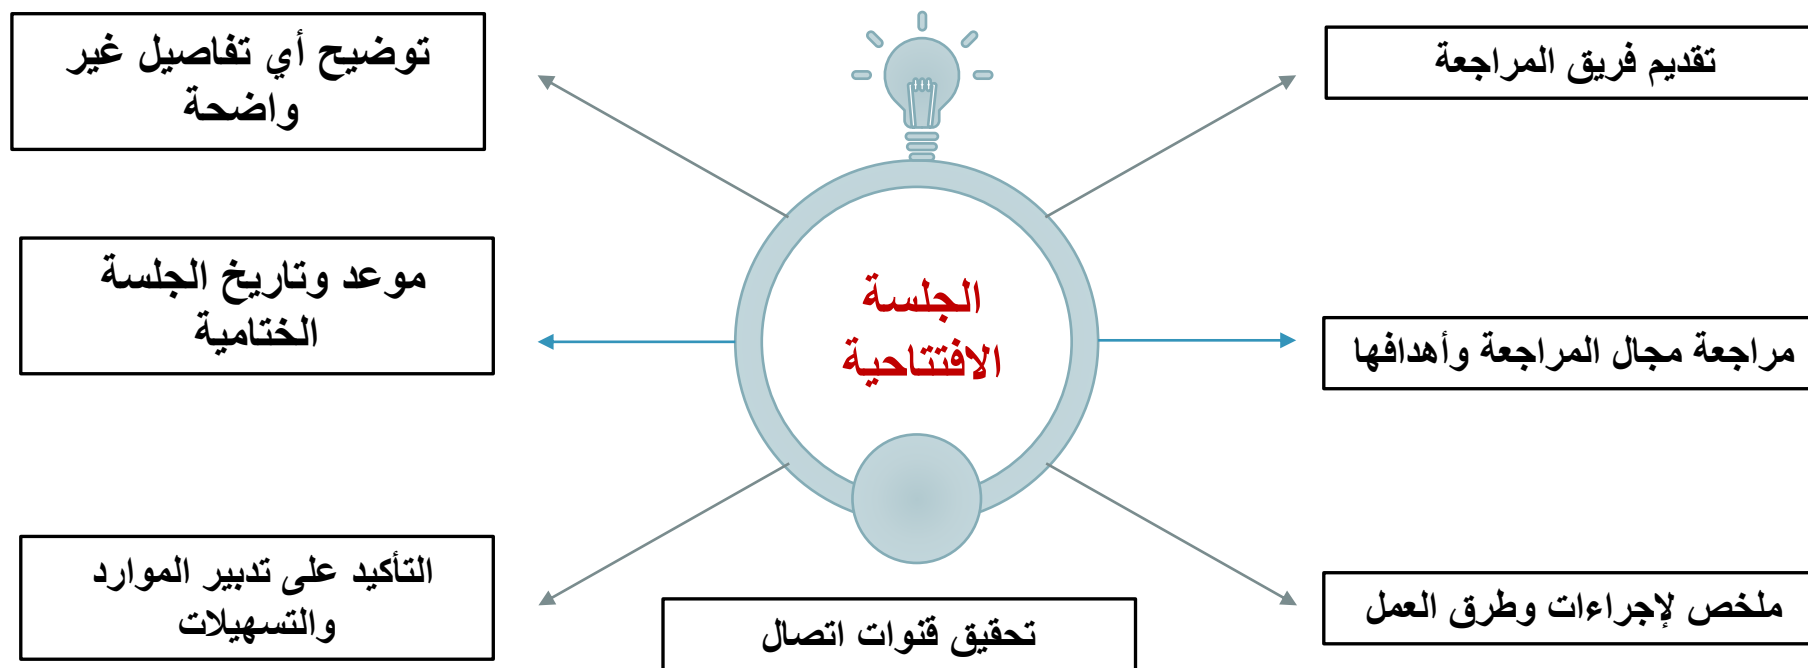 الجلسة
الافتتاحية
تقديم فريق المراجعة
مراجعة مجال المراجعة وأهدافها
ملخص لإجراءات وطرق العمل
تحقيق قنوات اتصال
التأكيد على تدبير الموارد
والتسهيلات
موعد وتاريخ الجلسة
الختامية
توضيح أي تفاصيل غير
واضحة